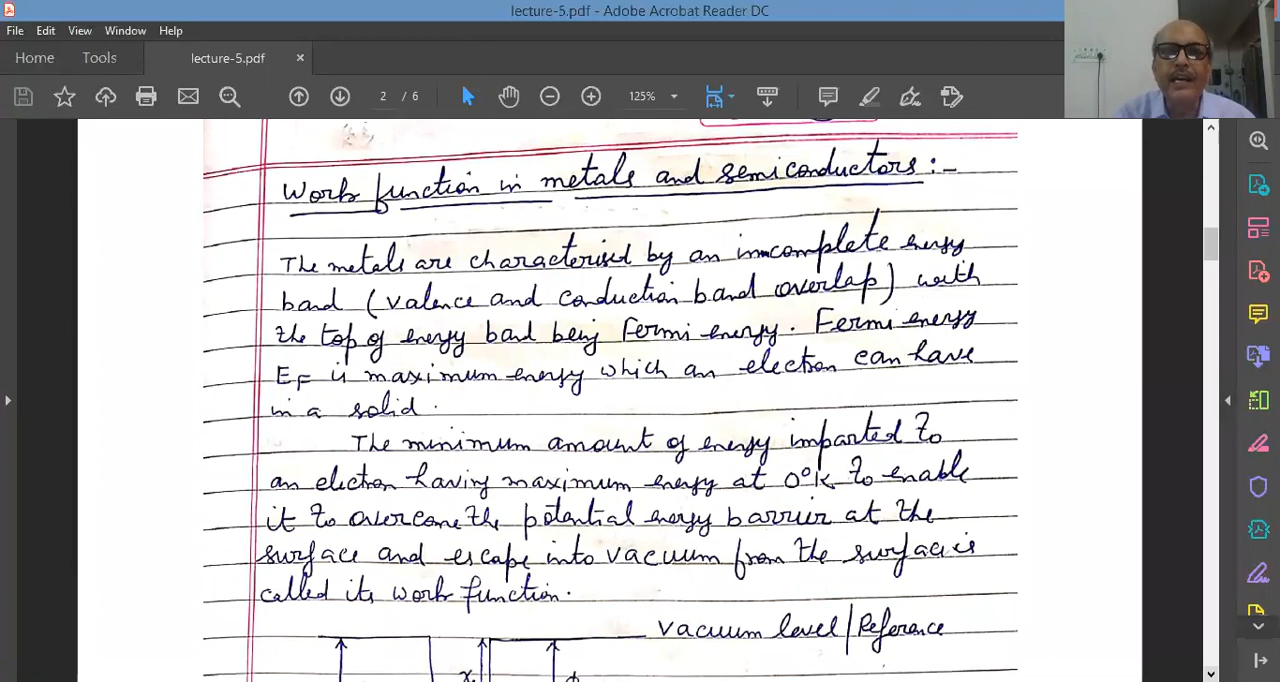 lecture-5.pdf - Adobe Acrobat Reader DC
File Edit View Window Help
Home Tools lecture-5.pdf ×
2 / 6 125%
Work function in metals and semiconductors :-
The metals are characterised by an imcomplete energy
band (valence and conduction band overlap) with
the top of energy band being Fermi energy. Fermi energy
EF is maximum energy which an electron can have
in a solid.
The minimum amount of energy imparted to
an electron having maximum energy at 0°K to enable
it to overcome the potential energy barrier at the
surface and escape into vacuum from the surface is
called its work function.
vacuum level/Reference